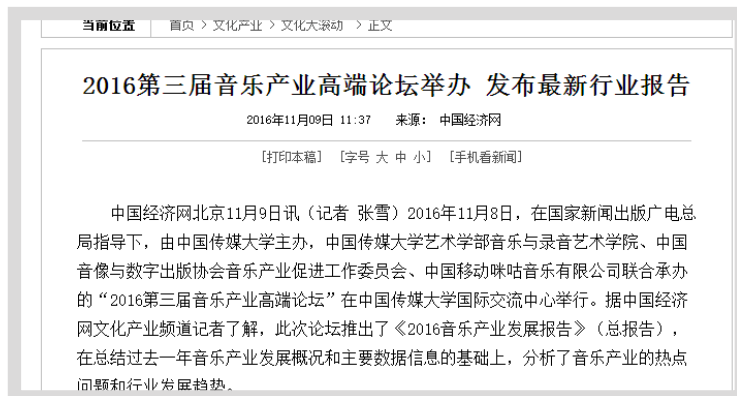 当前位置 首页 > 文化产业 > 文化大滚动 > 正文
2016第三届音乐产业高端论坛举办 发布最新行业报告
2016年11月09日 11:37 来源： 中国经济网
[打印本稿] [字号 大 中 小] [手机看新闻]
中国经济网北京11月9日讯（记者 张雪）2016年11月8日，在国家新闻出版广电总
局指导下，由中国传媒大学主办，中国传媒大学艺术学部音乐与录音艺术学院、中国
音像与数字出版协会音乐产业促进工作委员会、中国移动咪咕音乐有限公司联合承办
的“2016第三届音乐产业高端论坛”在中国传媒大学国际交流中心举行。据中国经济
网文化产业频道记者了解，此次论坛推出了《2016音乐产业发展报告》（总报告），
在总结过去一年音乐产业发展概况和主要数据信息的基础上，分析了音乐产业的热点
问题和行业发展趋势。